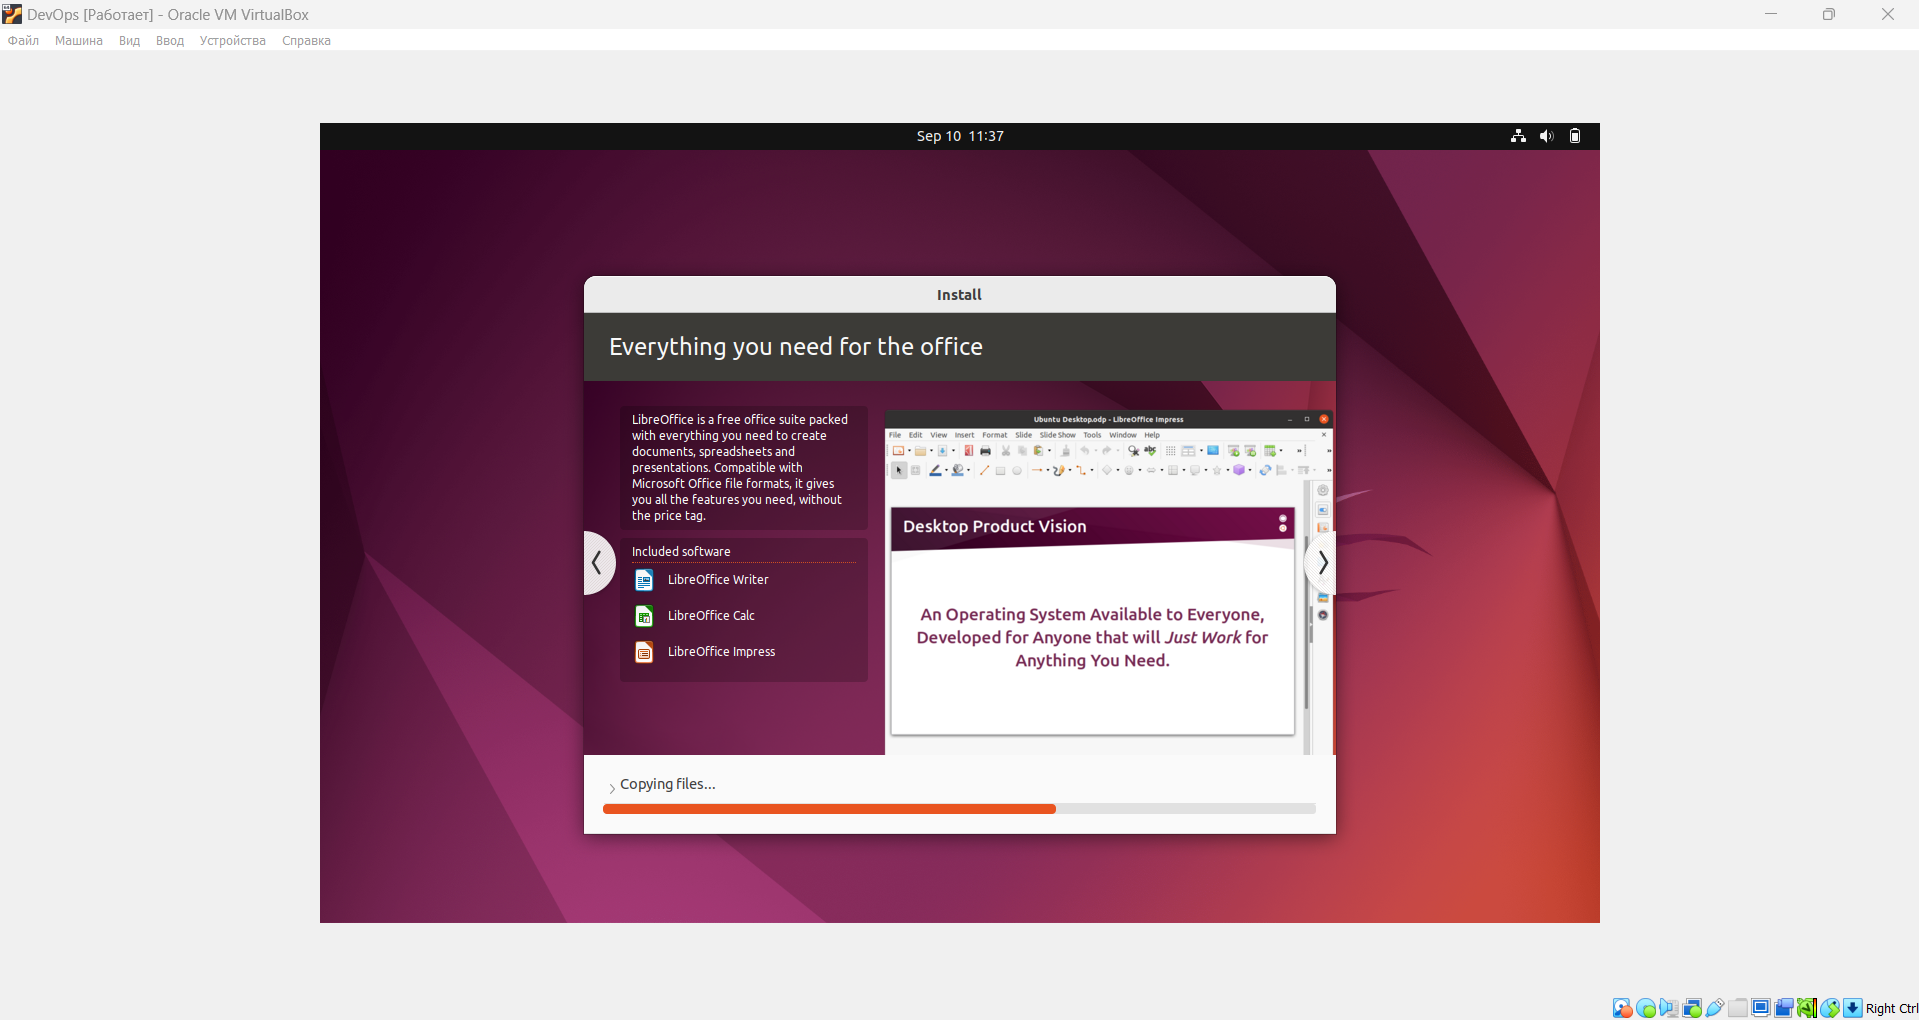 DevOps [Работает] - Oracle VM VirtualBox
Файл Машина Вид Ввод Устройства Справка
Sep 10 11:37
Install
Everything you need for the office
LibreOffice is a free office suite packed
with everything you need to create
documents, spreadsheets and
presentations. Compatible with
Microsoft Office file formats, it gives
you all the features you need, without
the price tag.
Included software
LibreOffice Writer
LibreOffice Calc
LibreOffice Impress
Ubuntu Desktop.odp - LibreOffice Impress
File Edit View Insert Format Slide Slide Show Tools Window Help
Desktop Product Vision
An Operating System Available to Everyone,
Developed for Anyone that will Just Work for
Anything You Need.
Copying files...
Right Ctrl